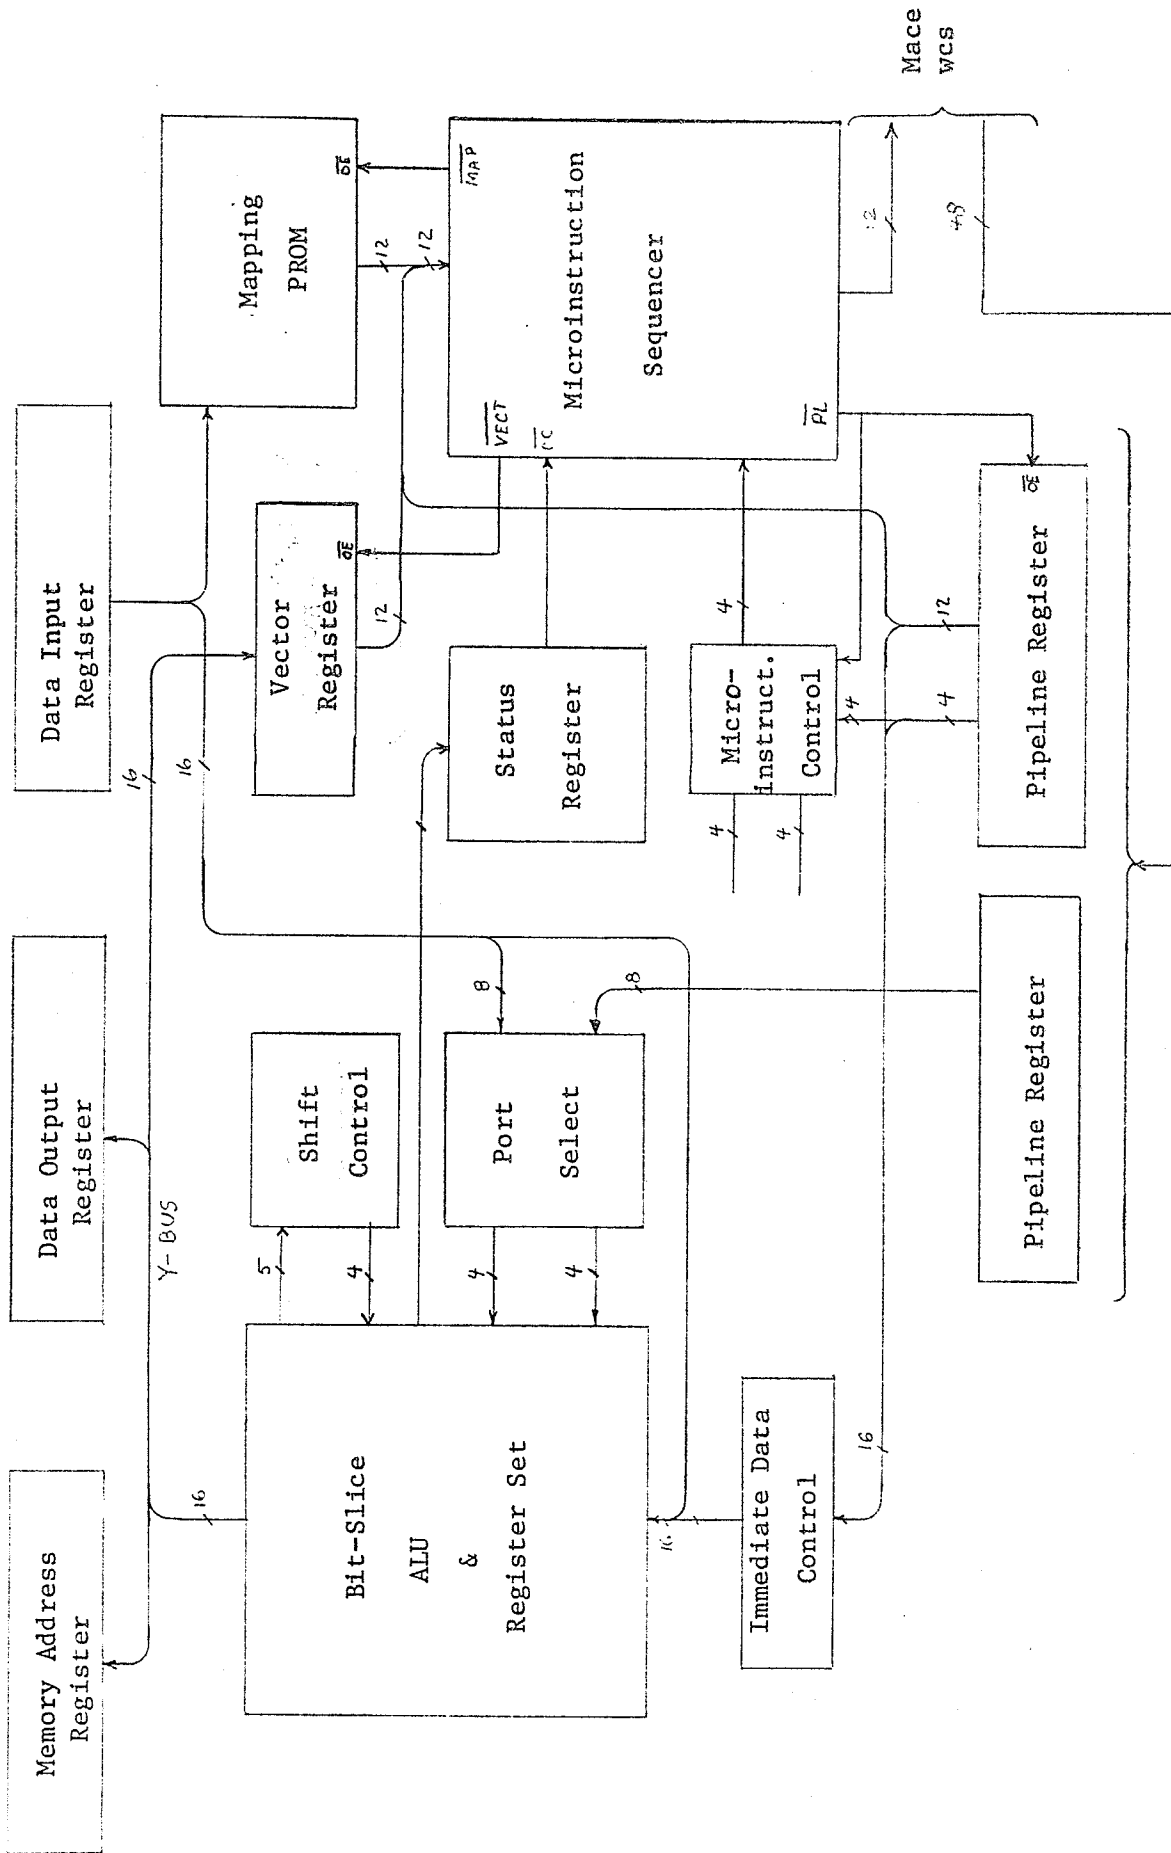 Memory Address
Register
Data Output
Register
Data Input
Register
Y-BUS
16
16
16
Bit-Slice
ALU
&
Register Set
5
4
Shift
Control
4
4
Port
Select
8
8
Vector
Register
OE
12
Mapping
PROM
OE
12
12
Status
Register
VECT
MAP
Microinstruction
Sequencer
PL
4
Micro-
instruct.
Control
4
4
4
4
12
16
16
Immediate Data
Control
Pipeline Register
Pipeline Register
OE
12
48
Mace
wcs